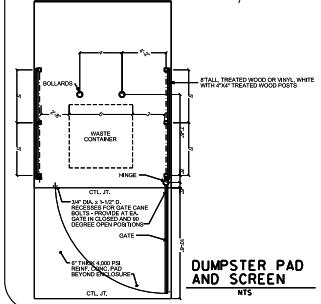 BOLLARDS
8'TALL, TREATED WOOD OR VINYL, WHITE
WITH 4"X4" TREATED WOOD POSTS
WASTE
CONTAINER
HINGE
CTL. JT.
3/4" DIA. x 1-1/2" D.
RECESSES FOR GATE CANE
BOLTS - PROVIDE AT EA.
GATE IN CLOSED AND 90
DEGREE OPEN POSITIONS
GATE
6" THICK 4,000 PSI
REINF. CONC. PAD
BEYOND ENCLOSURE
CTL. JT.
DUMPSTER PAD
AND SCREEN
NTS